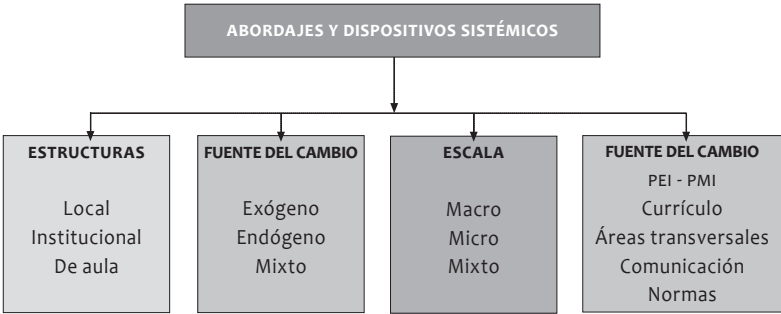 ABORDAJES Y DISPOSITIVOS SISTÉMICOS
ESTRUCTURAS
Local
Institucional
De aula
FUENTE DEL CAMBIO
Exógeno
Endógeno
Mixto
ESCALA
Macro
Micro
Mixto
FUENTE DEL CAMBIO
PEI - PMI
Currículo
Áreas transversales
Comunicación
Normas